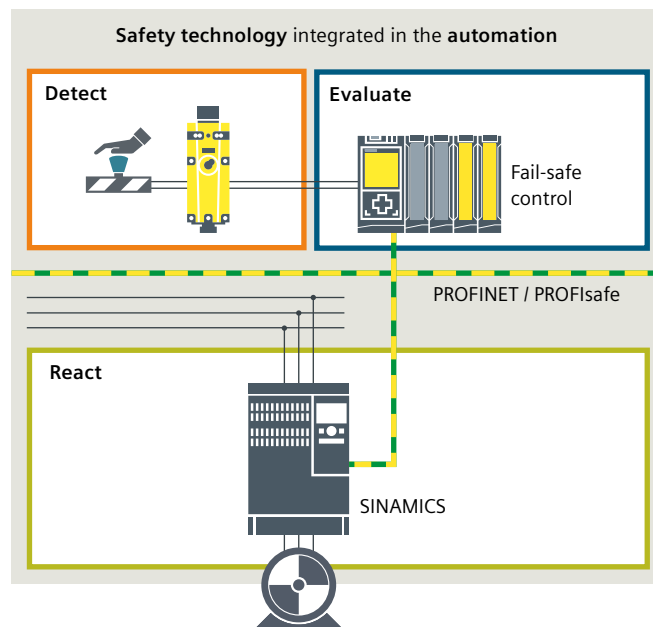 Safety technology integrated in the automation
Detect
Evaluate
Fail-safe
control
PROFINET / PROFIsafe
React
SINAMICS